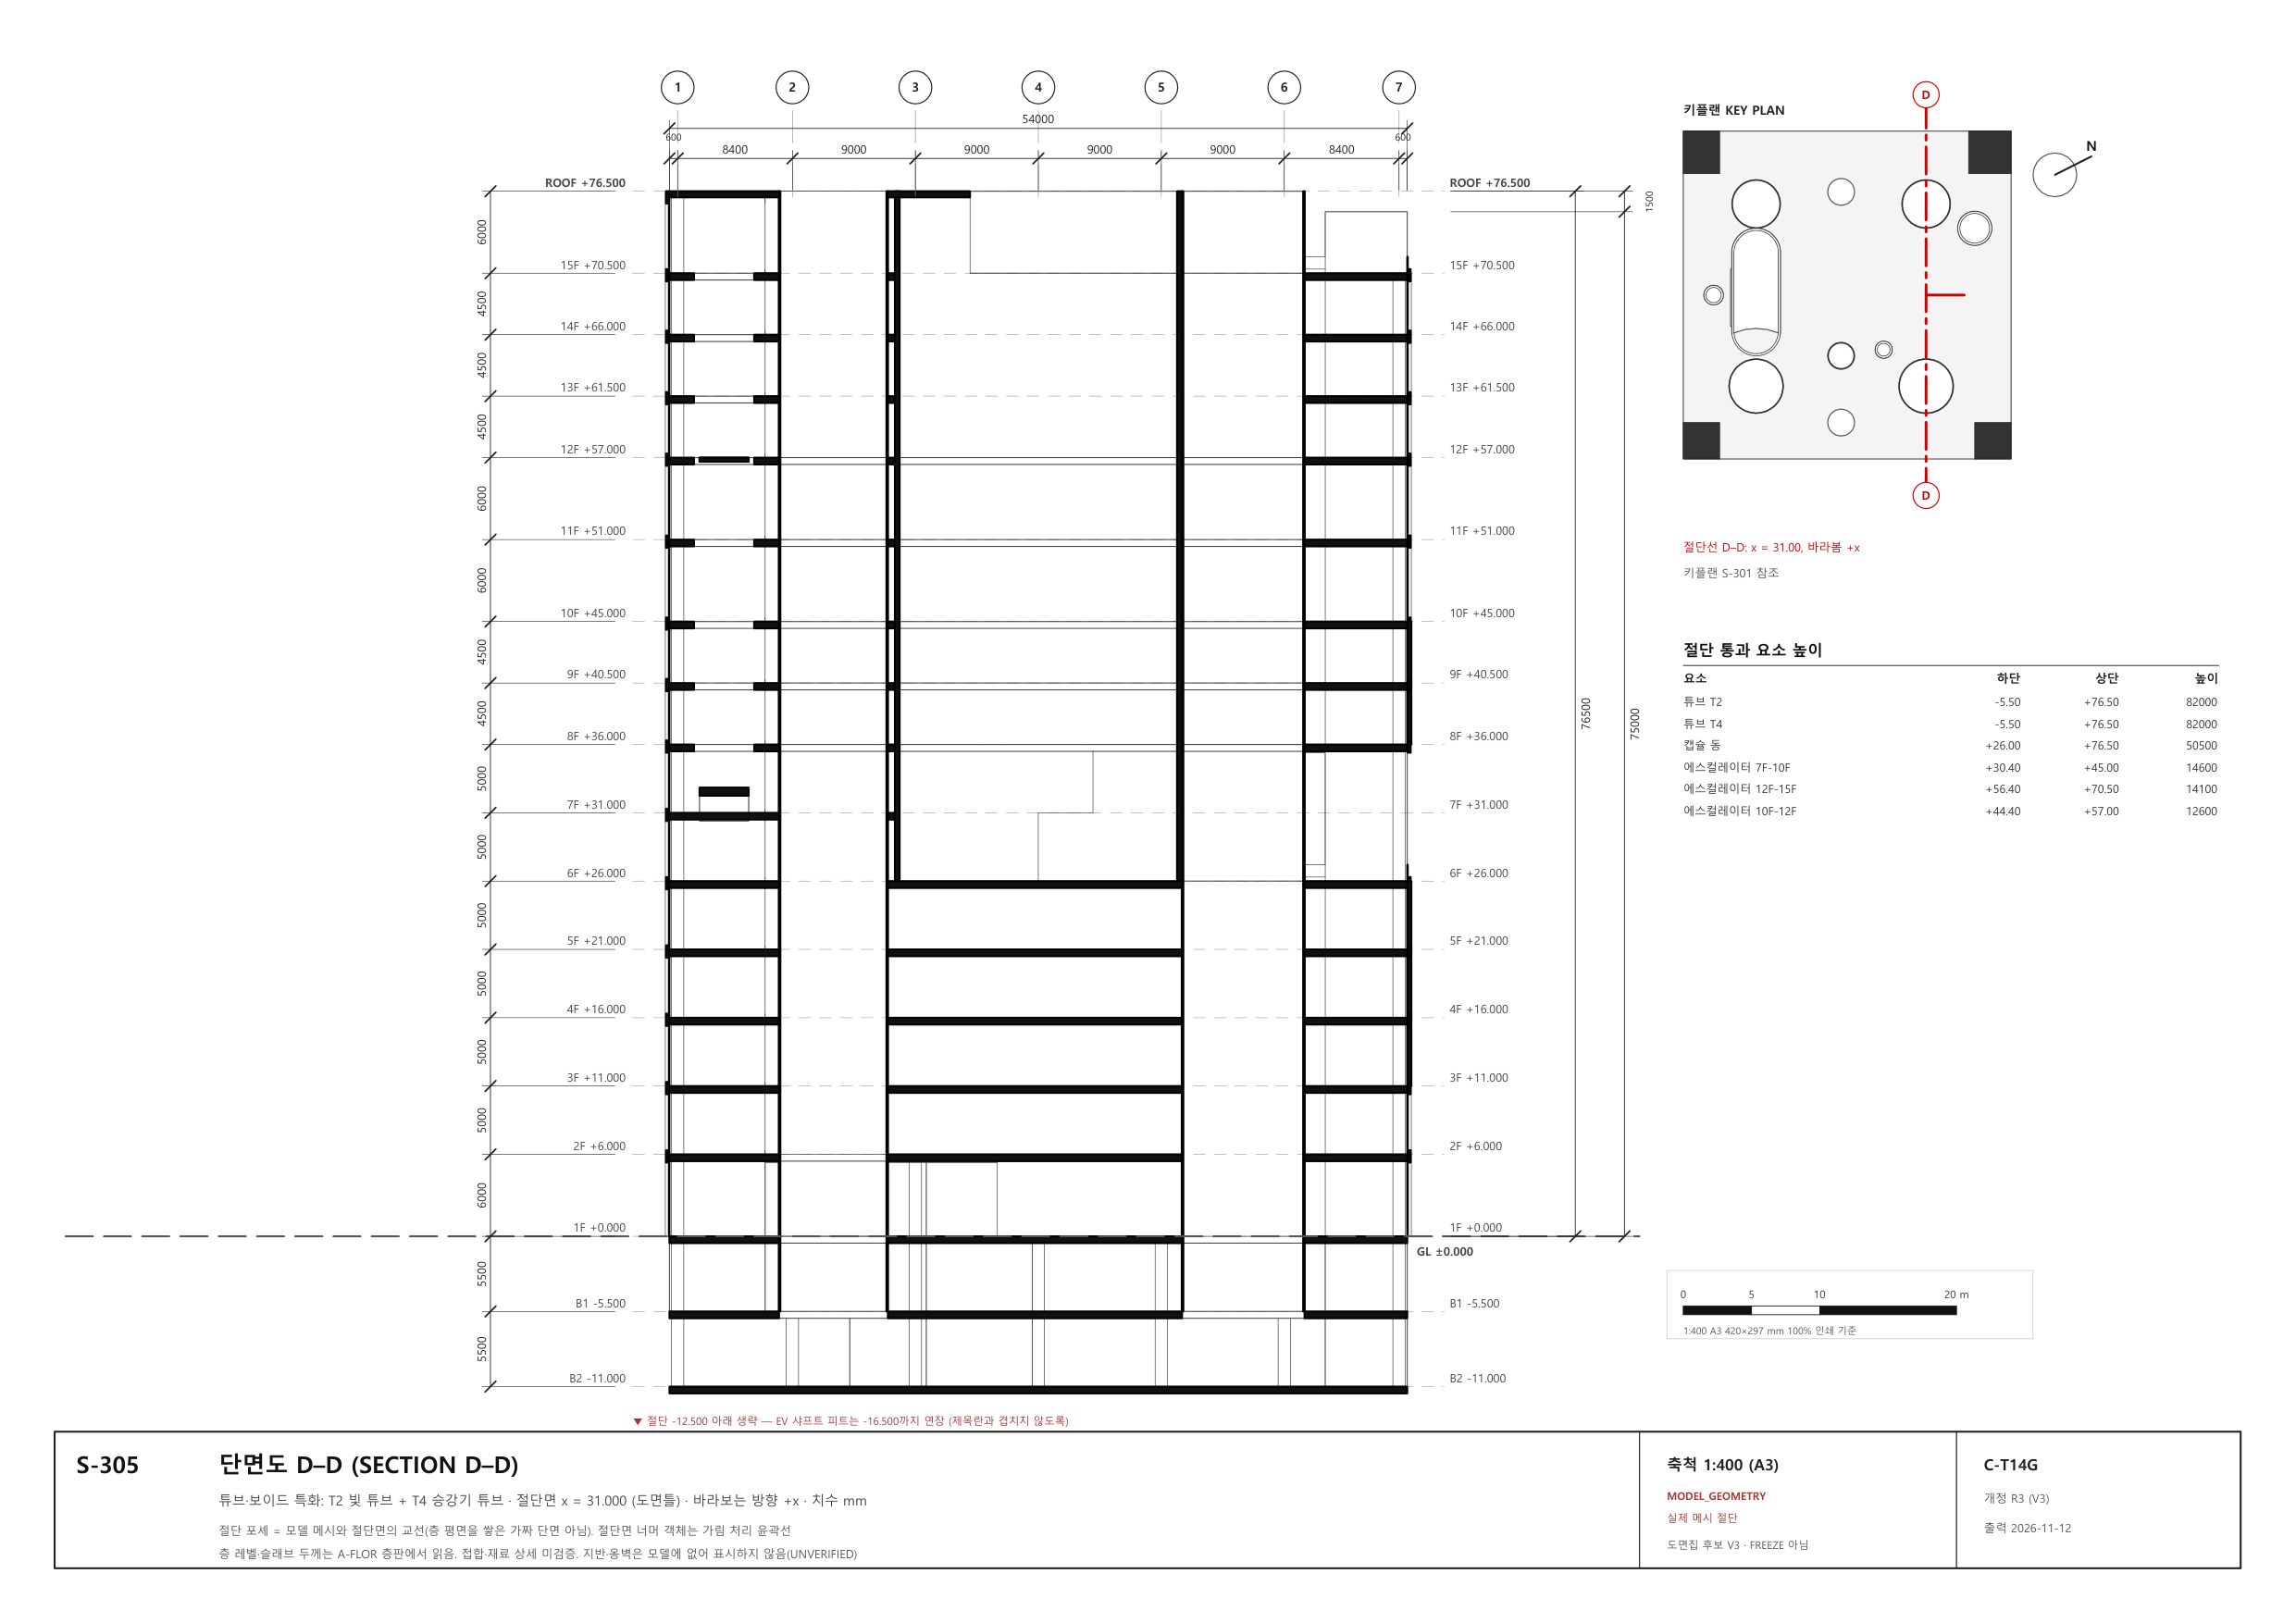 1 2 3 4 5 6 7
54000
600 600
8400 9000 9000 9000 9000 8400
ROOF +76.500
15F +70.500
14F +66.000
13F +61.500
12F +57.000
11F +51.000
10F +45.000
9F +40.500
8F +36.000
7F +31.000
6F +26.000
5F +21.000
4F +16.000
3F +11.000
2F +6.000
1F +0.000
B1 -5.500
B2 -11.000
6000
4500
4500
4500
6000
6000
4500
4500
5000
5000
5000
5000
5000
5000
6000
5500
5500
ROOF +76.500
15F +70.500
14F +66.000
13F +61.500
12F +57.000
11F +51.000
10F +45.000
9F +40.500
8F +36.000
7F +31.000
6F +26.000
5F +21.000
4F +16.000
3F +11.000
2F +6.000
1F +0.000
GL ±0.000
B1 -5.500
B2 -11.000
76500
1500
75000
▼ 절단 -12.500 아래 생략 — EV 샤프트 피트는 -16.500까지 연장 (제목란과 겹치지 않도록)
키플랜 KEY PLAN
D
N
D
절단선 D–D: x = 31.00, 바라봄 +x
키플랜 S-301 참조
절단 통과 요소 높이
요소 하단 상단 높이
튜브 T2 -5.50 +76.50 82000
튜브 T4 -5.50 +76.50 82000
캡슐 동 +26.00 +76.50 50500
에스컬레이터 7F-10F +30.40 +45.00 14600
에스컬레이터 12F-15F +56.40 +70.50 14100
에스컬레이터 10F-12F +44.40 +57.00 12600
0 5 10 20 m
1:400 A3 420×297 mm 100% 인쇄 기준
S-305
단면도 D–D (SECTION D–D)
튜브·보이드 특화: T2 빛 튜브 + T4 승강기 튜브 · 절단면 x = 31.000 (도면틀) · 바라보는 방향 +x · 치수 mm
절단 포셰 = 모델 메시와 절단면의 교선(층 평면을 쌓은 가짜 단면 아님). 절단면 너머 객체는 가림 처리 윤곽선
층 레벨·슬래브 두께는 A-FLOR 층판에서 읽음. 접합·재료 상세 미검증. 지반·옹벽은 모델에 없어 표시하지 않음(UNVERIFIED)
축척 1:400 (A3)
MODEL_GEOMETRY
실제 메시 절단
도면집 후보 V3 · FREEZE 아님
C-T14G
개정 R3 (V3)
출력 2026-11-12